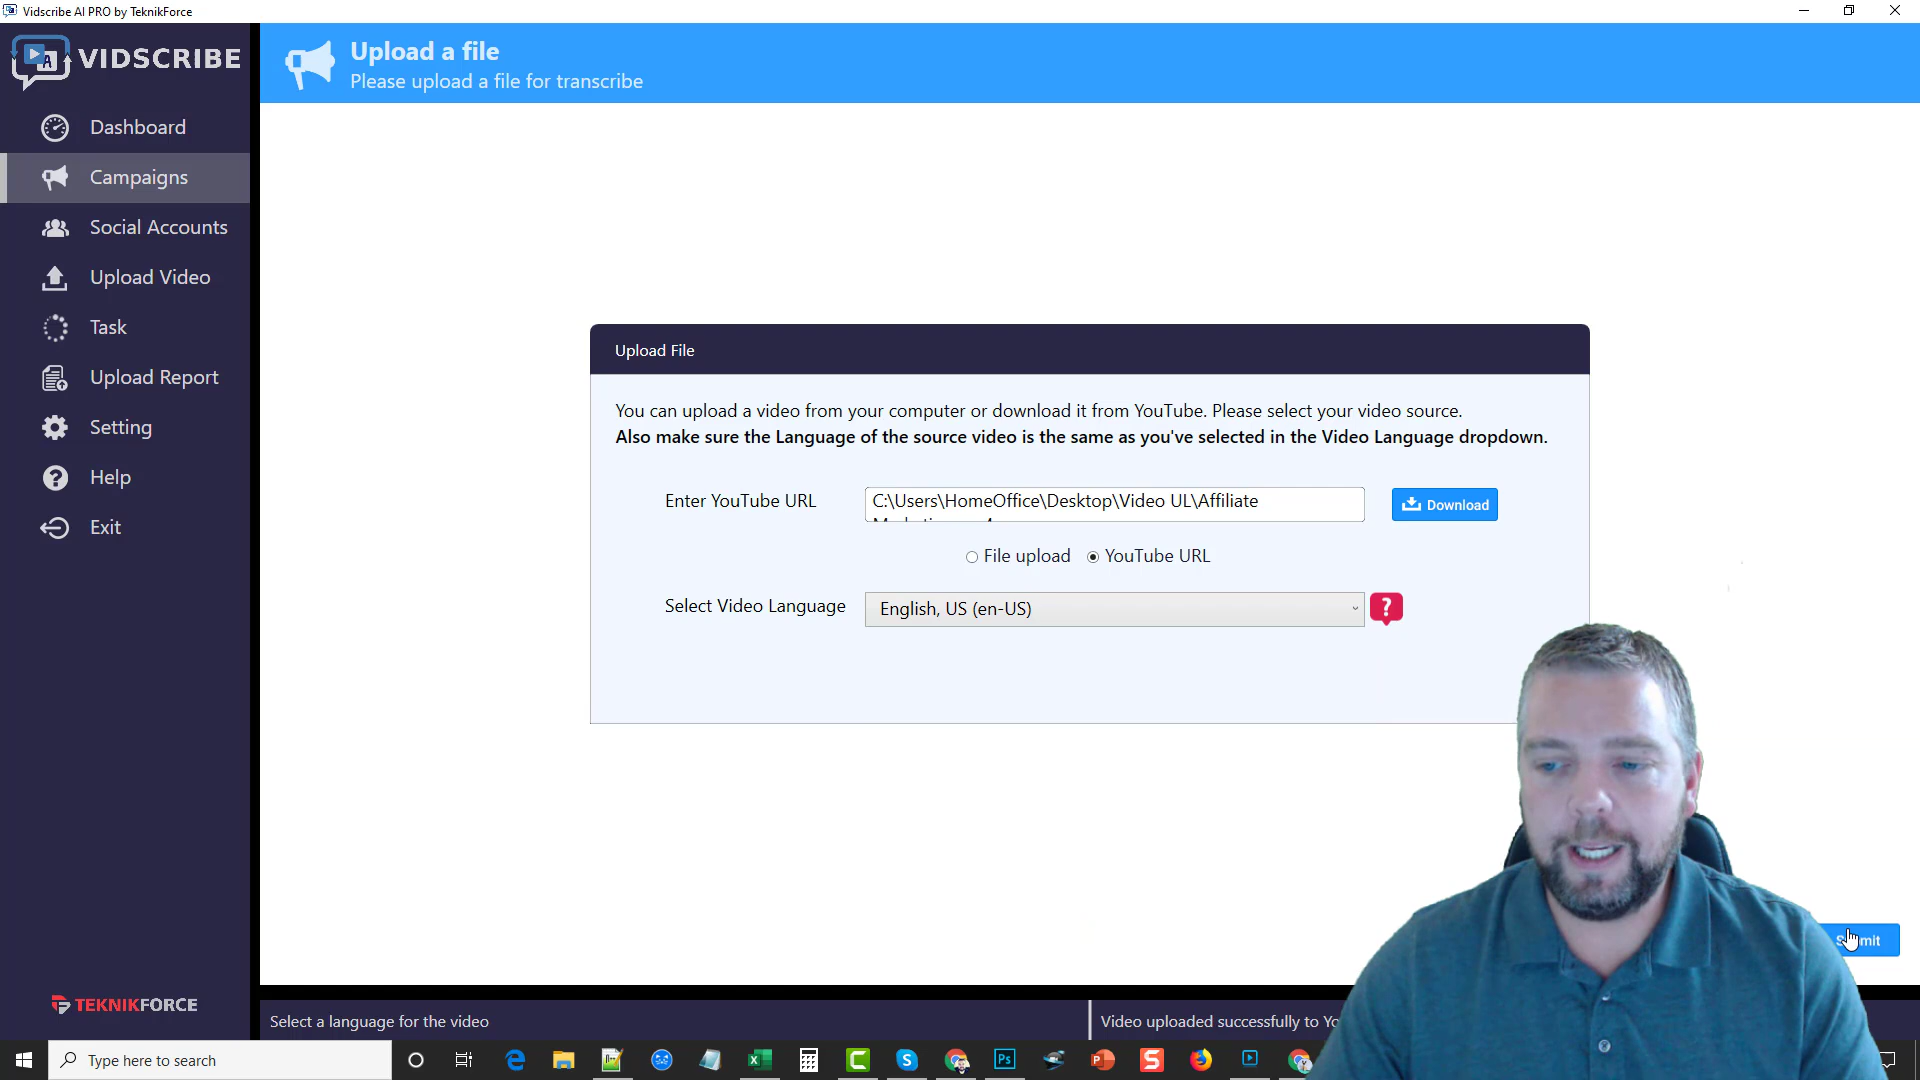 Vidscribe AI PRO by TeknikForce
VIDSCRIBE
Dashboard
Campaigns
Social Accounts
Upload Video
Task
Upload Report
Setting
Help
Exit
TEKNIKFORCE
Upload a file
Please upload a file for transcribe
Upload File
You can upload a video from your computer or download it from YouTube. Please select your video source.
Also make sure the Language of the source video is the same as you've selected in the Video Language dropdown.
Enter YouTube URL
C:\Users\HomeOffice\Desktop\Video UL\Affiliate
Download
File upload
YouTube URL
Select Video Language
English, US (en-US)
?
Select a language for the video
Video uploaded successfully to
Type here to search